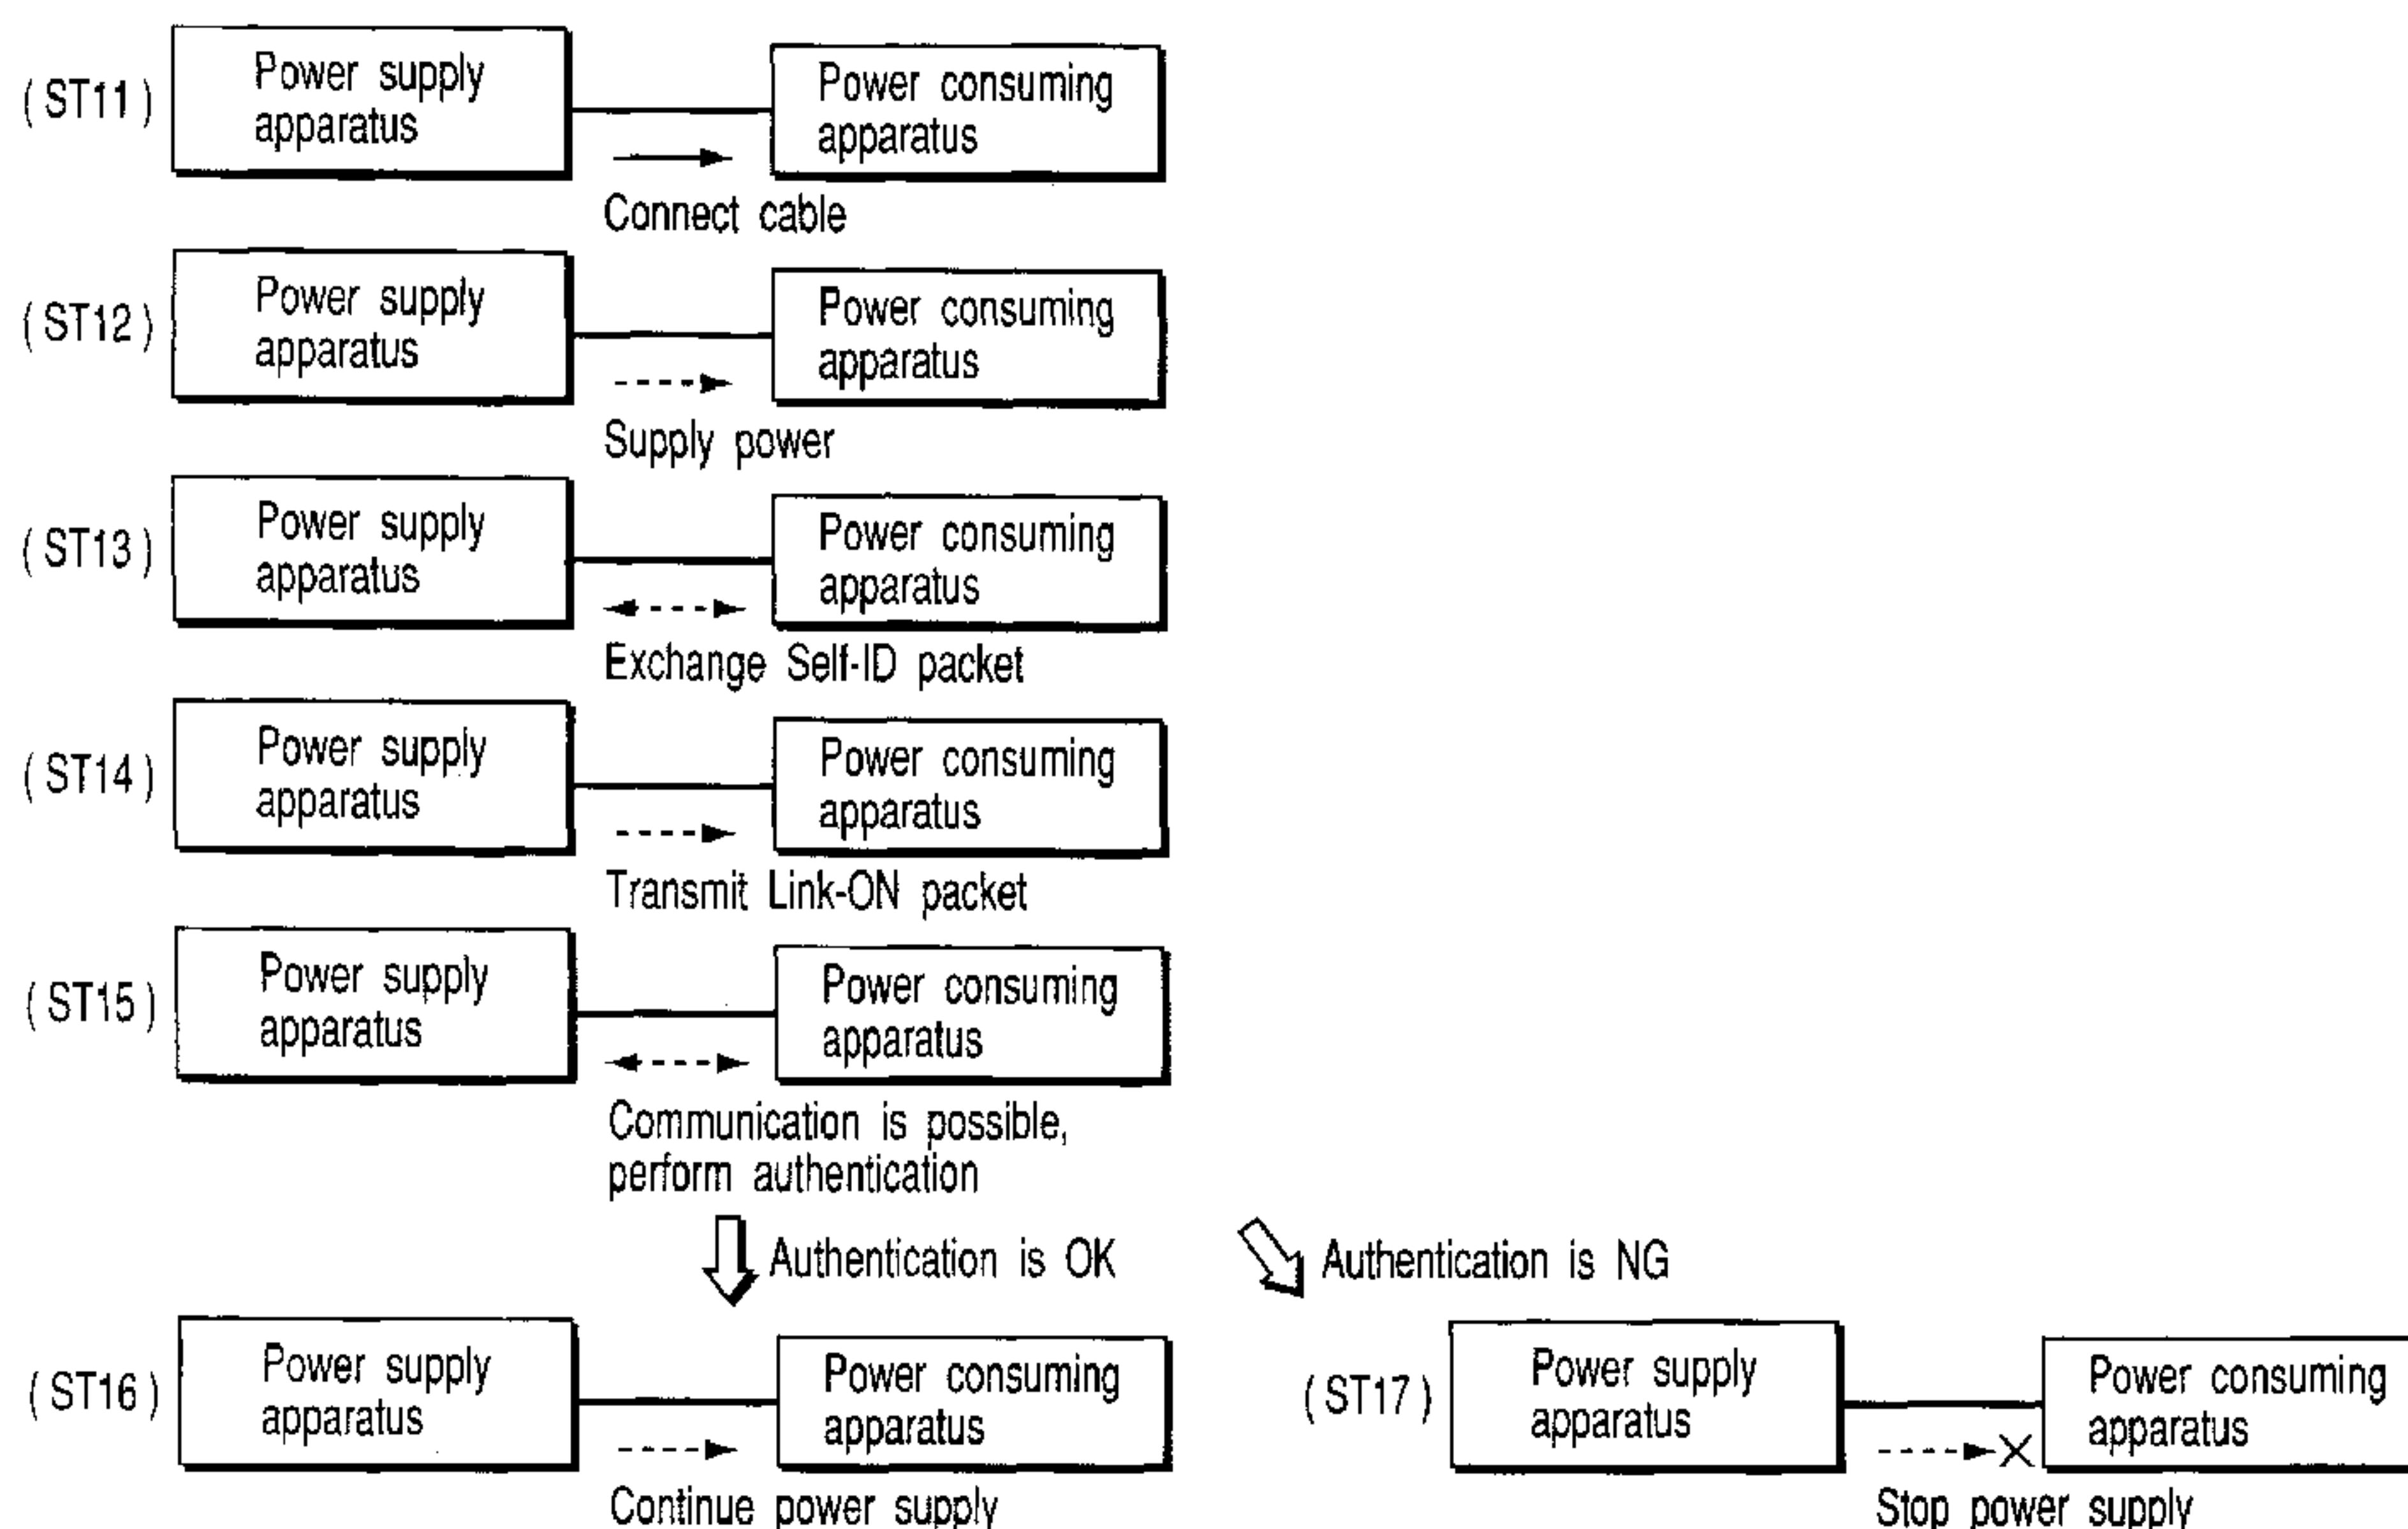 (ST11)
Power supply
apparatus
Power consuming
apparatus
Connect cable
(ST12)
Power supply
apparatus
Power consuming
apparatus
Supply power
(ST13)
Power supply
apparatus
Power consuming
apparatus
Exchange Self-ID packet
(ST14)
Power supply
apparatus
Power consuming
apparatus
Transmit Link-ON packet
(ST15)
Power supply
apparatus
Power consuming
apparatus
Communication is possible,
perform authentication
Authentication is OK
Authentication is NG
(ST16)
Power supply
apparatus
Power consuming
apparatus
Continue power supply
(ST17)
Power supply
apparatus
Power consuming
apparatus
Stop power supply